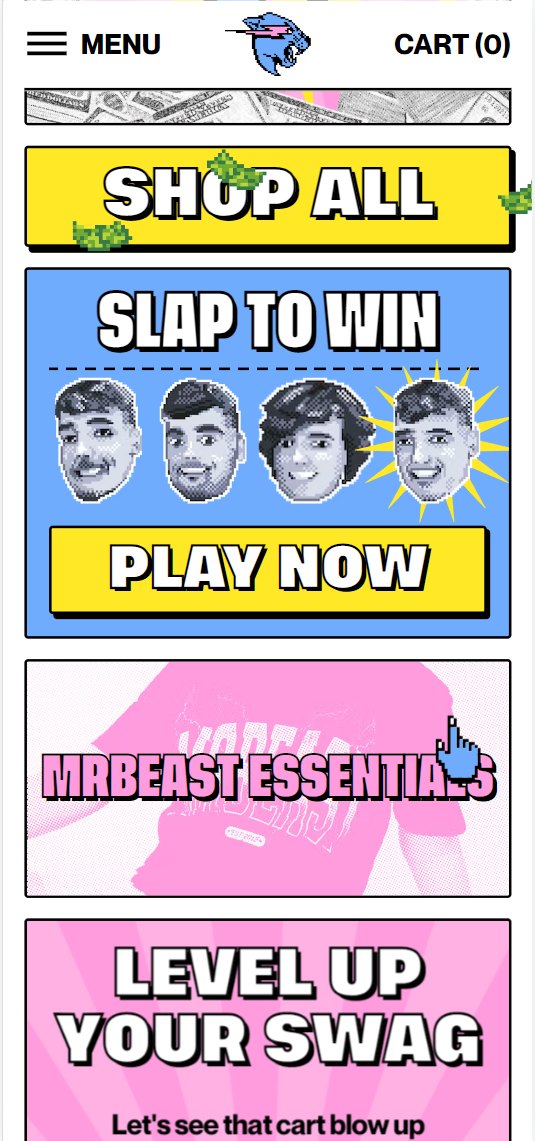 MENU
CART (0)
SHOP ALL
SLAP TO WIN
PLAY NOW
MRBEAST ESSENTIALS
LEVEL UP
YOUR SWAG
Let's see that cart blow up